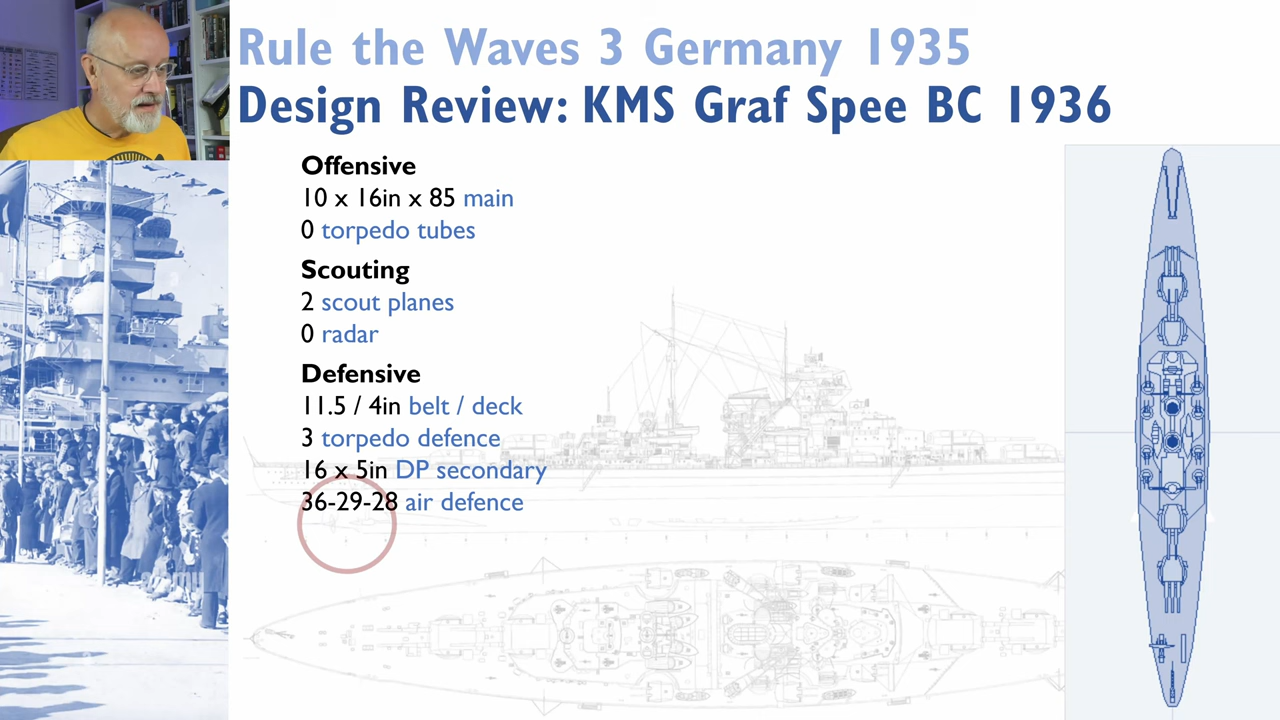 Rule the Waves 3 Germany 1935
Design Review: KMS Graf Spee BC 1936
Offensive
10 x 16in x 85 main
0 torpedo tubes
Scouting
2 scout planes
0 radar
Defensive
11.5 / 4in belt / deck
3 torpedo defence
16 x 5in DP secondary
36-29-28 air defence